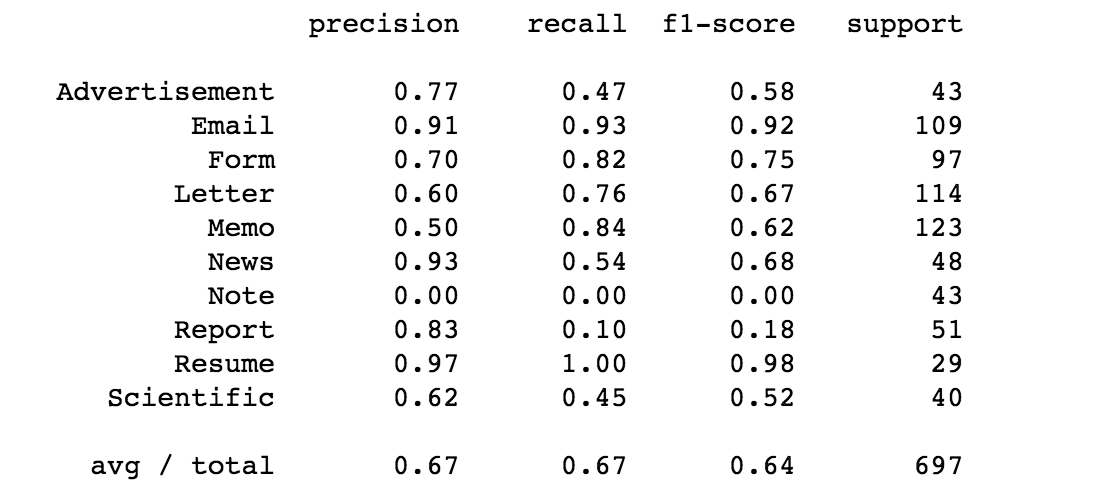 precision recall f1-score support
Advertisement 0.77 0.47 0.58 43
Email 0.91 0.93 0.92 109
Form 0.70 0.82 0.75 97
Letter 0.60 0.76 0.67 114
Memo 0.50 0.84 0.62 123
News 0.93 0.54 0.68 48
Note 0.00 0.00 0.00 43
Report 0.83 0.10 0.18 51
Resume 0.97 1.00 0.98 29
Scientific 0.62 0.45 0.52 40
avg / total 0.67 0.67 0.64 697